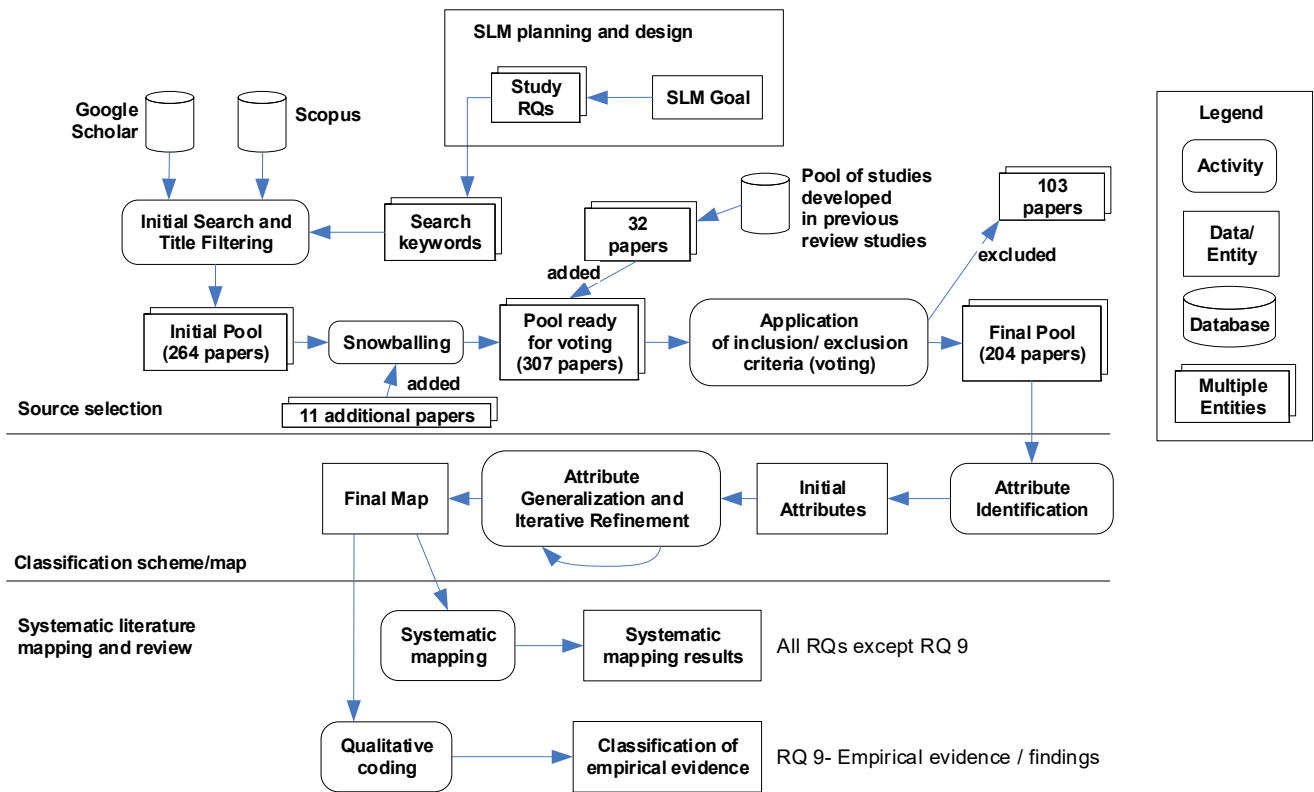 SLM planning and design
Study
RQs
SLM Goal
Google
Scholar
Scopus
Initial Search and
Title Filtering
Search
keywords
32
papers
Pool of studies
developed
in previous
review studies
103
papers
added
excluded
Initial Pool
(264 papers)
Snowballing
Pool ready
for voting
(307 papers)
Application
of inclusion/ exclusion
criteria (voting)
Final Pool
(204 papers)
added
11 additional papers
Source selection
Legend
Activity
Data/
Entity
Database
Multiple
Entities
Final Map
Attribute
Generalization and
Iterative Refinement
Initial
Attributes
Attribute
Identification
Classification scheme/map
Systematic literature
mapping and review
Systematic
mapping
Systematic
mapping results
All RQs except RQ 9
Qualitative
coding
Classification of
empirical evidence
RQ 9- Empirical evidence / findings